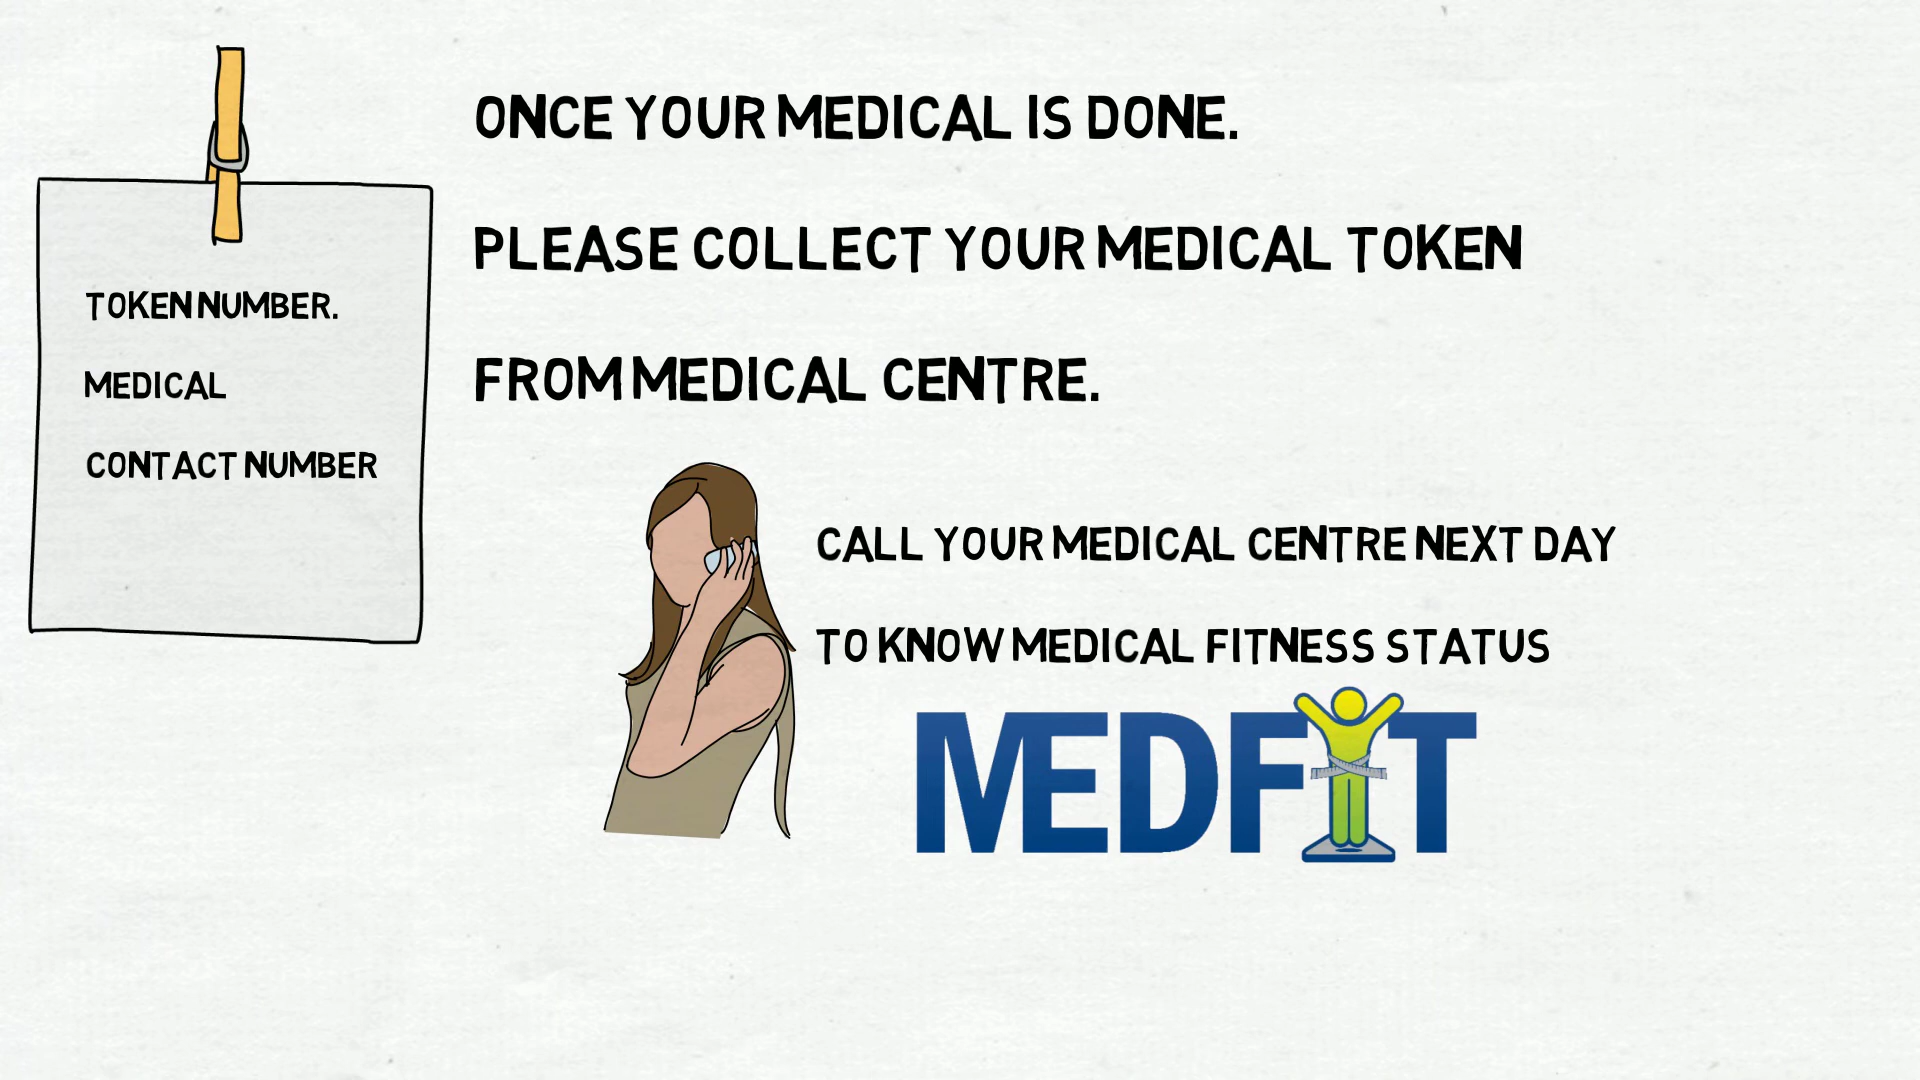 ONCE YOUR MEDICAL IS DONE.
PLEASE COLLECT YOUR MEDICAL TOKEN
FROM MEDICAL CENTRE.
TOKEN NUMBER.
MEDICAL
CONTACT NUMBER
CALL YOUR MEDICAL CENTRE NEXT DAY
TO KNOW MEDICAL FITNESS STATUS
MEDFIT